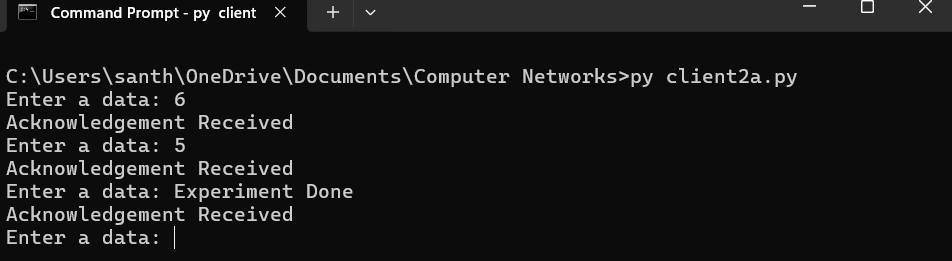 Command Prompt - py client
C:\Users\santh\OneDrive\Documents\Computer Networks>py client2a.py
Enter a data: 6
Acknowledgement Received
Enter a data: 5
Acknowledgement Received
Enter a data: Experiment Done
Acknowledgement Received
Enter a data: